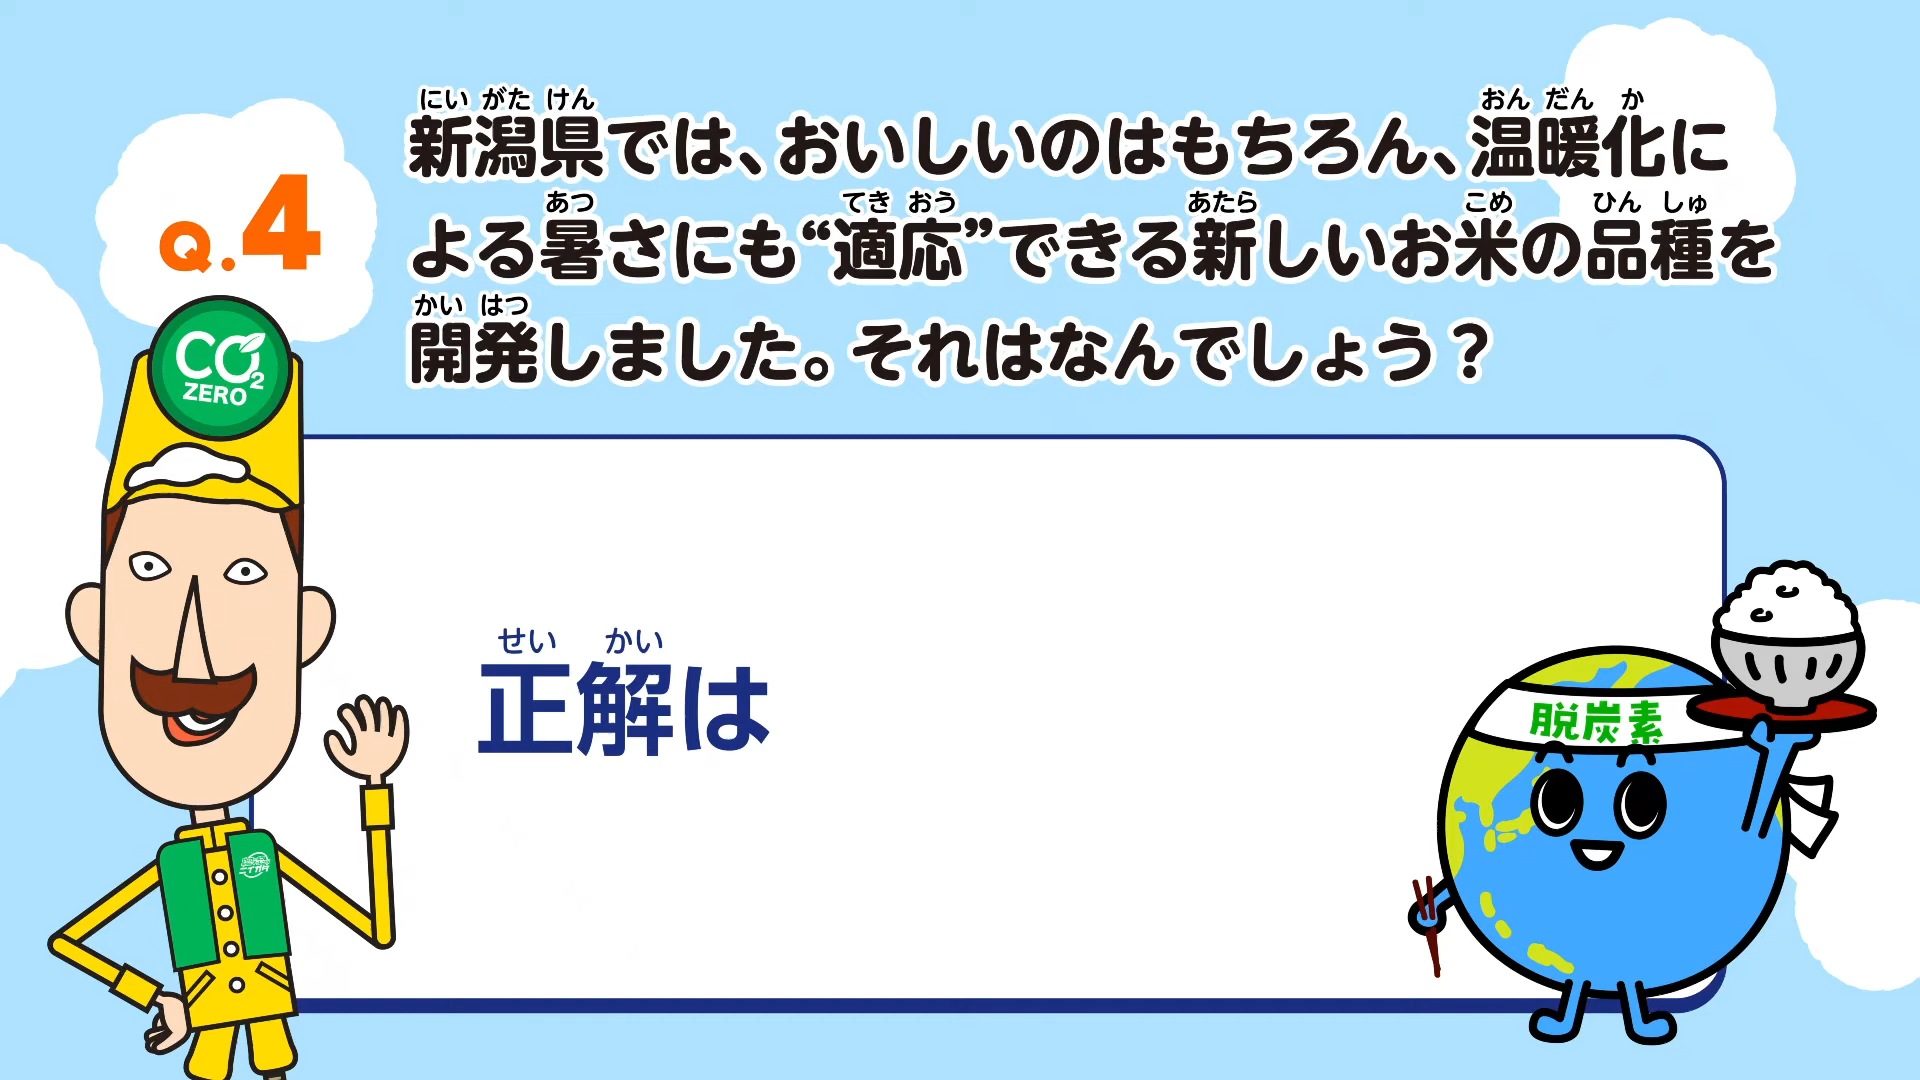 Q.4
にい がた けん おん だん か
新潟県では、おいしいのはもちろん、温暖化に
あつ てき おう あたら こめ ひん しゅ
よる暑さにも“適応”できる新しいお米の品種を
かい はつ
開発しました。それはなんでしょう？
CO2
ZERO
せい かい
正解は
脱炭素